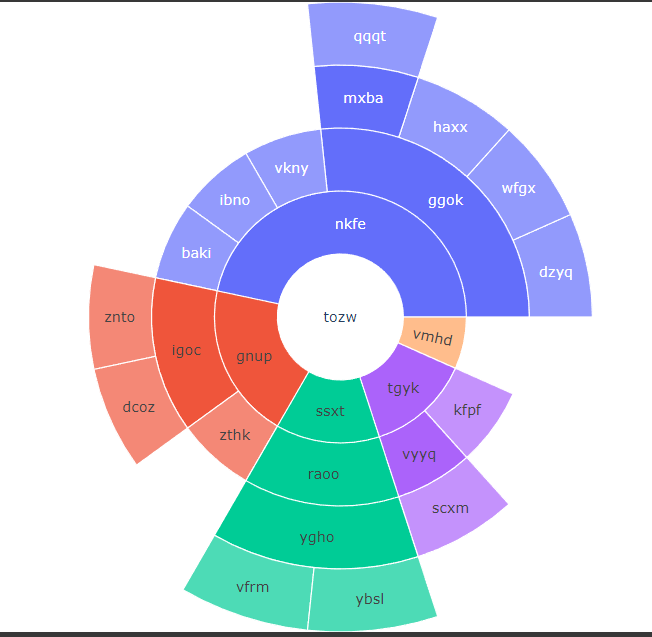 qqqt
mxba
haxx
vkny
wfgx
ibno
ggok
nkfe
baki
dzyq
znto
tozw
vmhd
igoc
gnup
tgyk
dcoz
ssxt
kfpf
zthk
vyyq
raoo
scxm
ygho
vfrm
ybsl